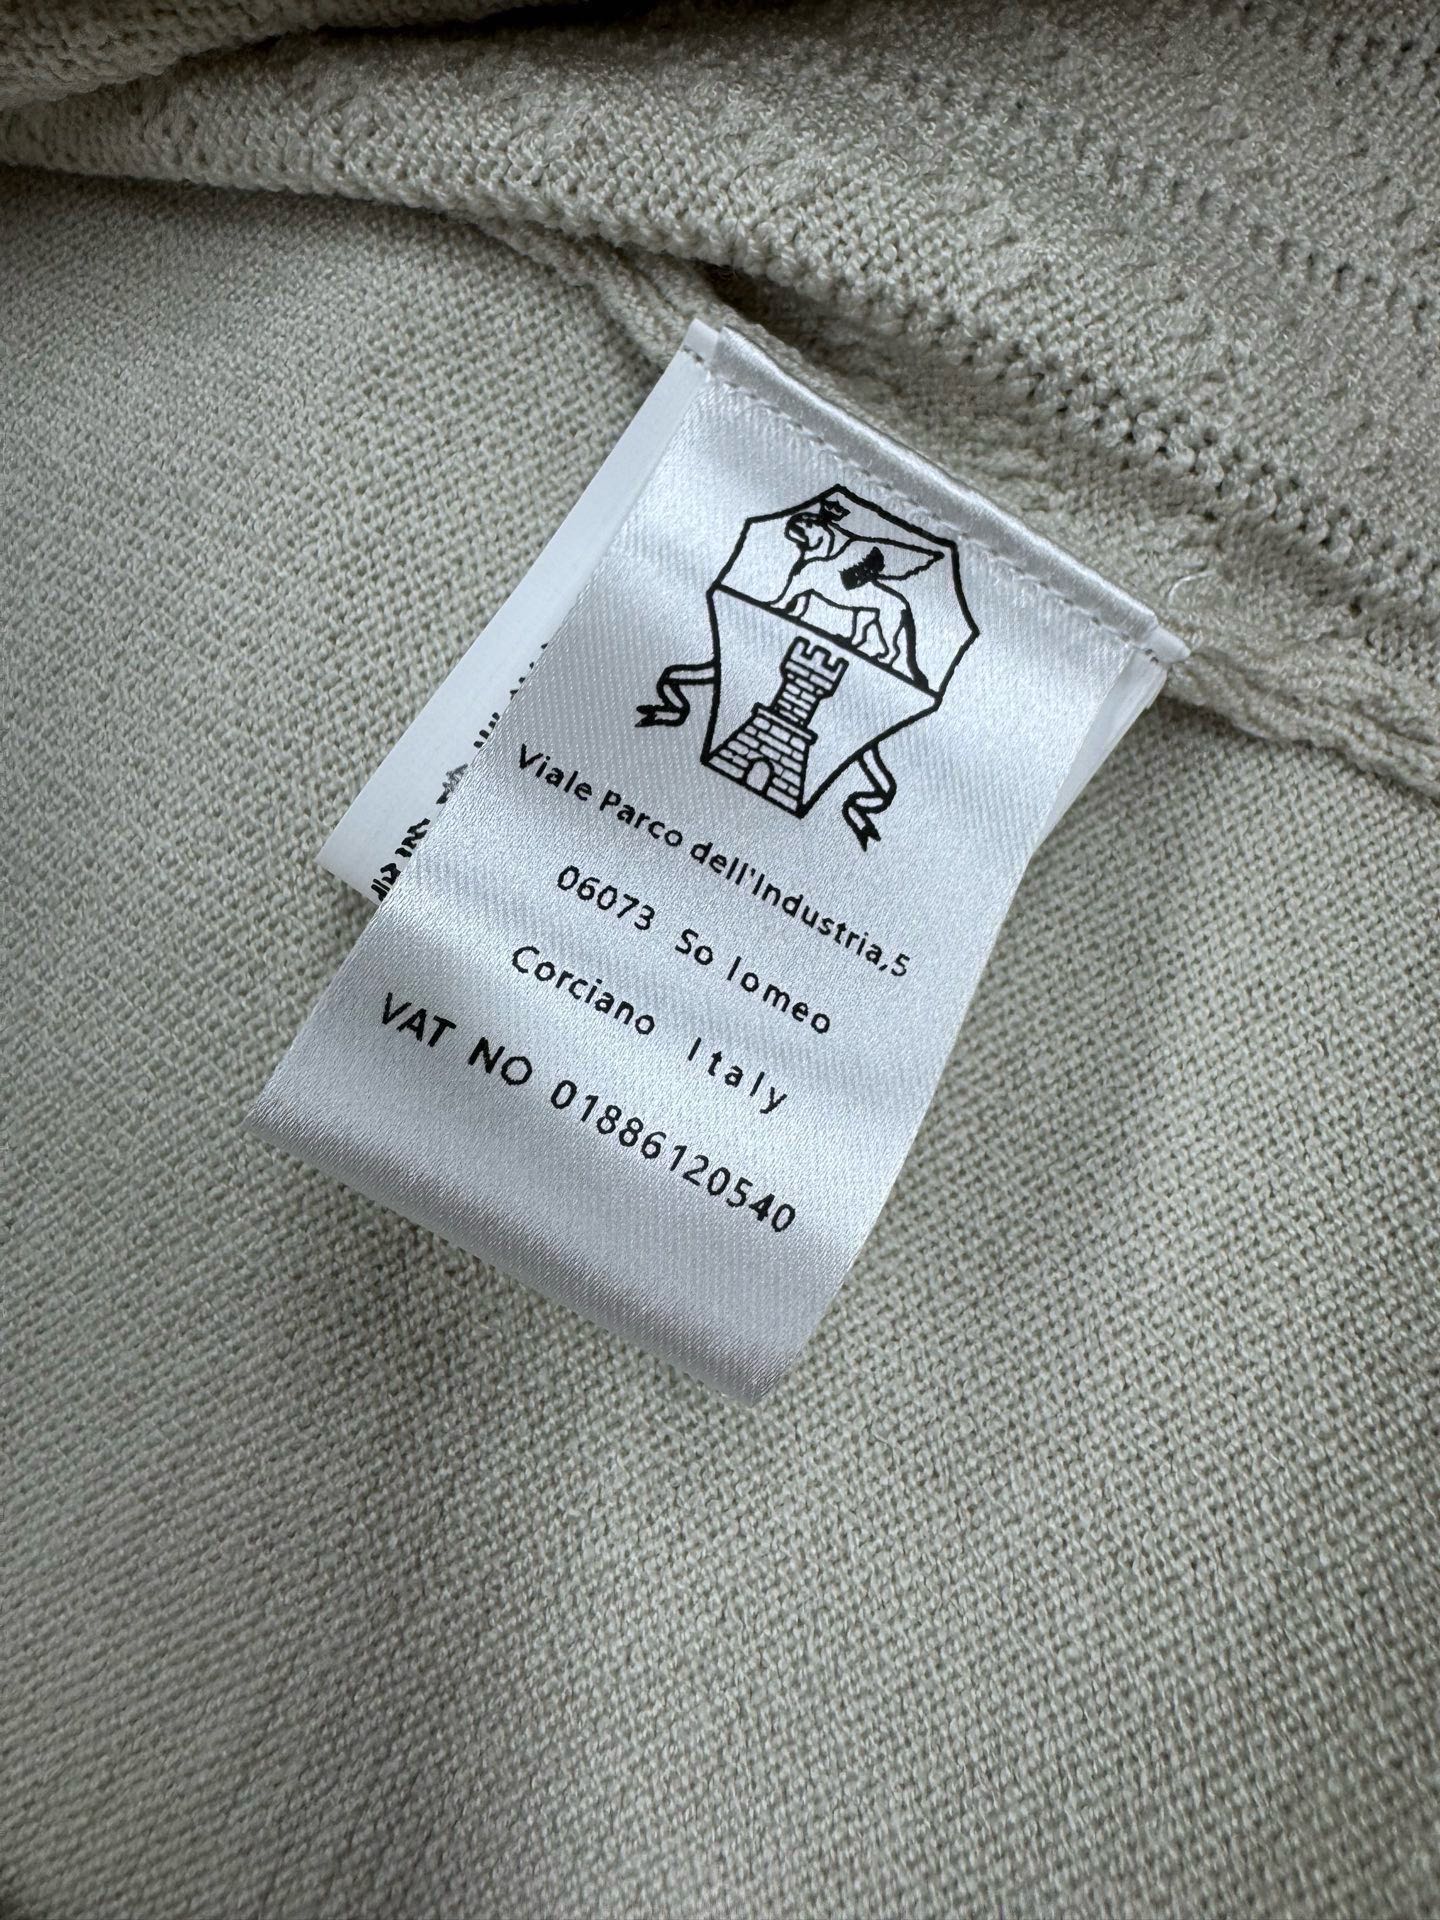 Viale Parco dell'Industria,5
06073 So lomeo
Corciano Italy
VAT NO 01886120540